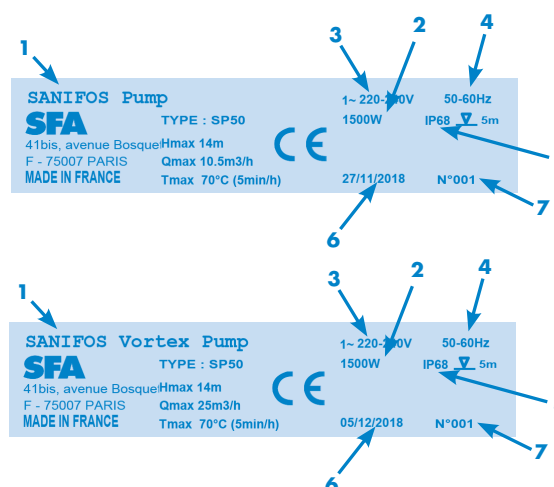 1
3
2
4
SANIFOS Pump
1~ 220-240V
50-60Hz
SFA
TYPE : SP50
1500W
IP68
5m
41bis, avenue Bosquet
Hmax 14m
F - 75007 PARIS
Qmax 10.5m3/h
CE
MADE IN FRANCE
Tmax 70°C (5min/h)
27/11/2018
N°001
6
7
1
3
2
4
SANIFOS Vortex Pump
1~ 220-240V
50-60Hz
SFA
TYPE : SP50
1500W
IP68
5m
41bis, avenue Bosquet
Hmax 14m
F - 75007 PARIS
Qmax 25m3/h
CE
MADE IN FRANCE
Tmax 70°C (5min/h)
05/12/2018
N°001
6
7